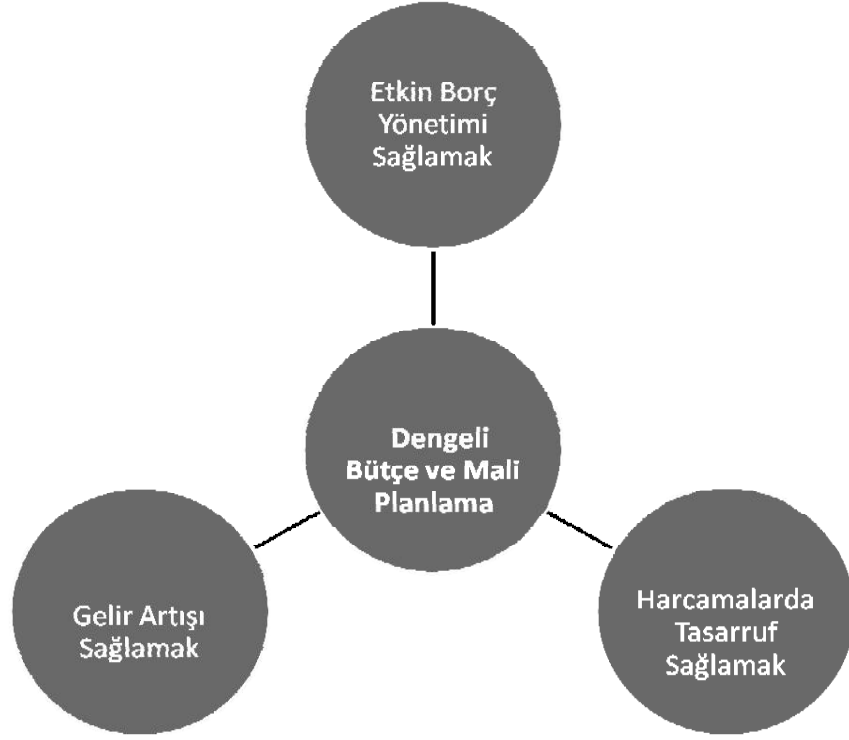 Etkin Borç
Yönetimi
Sağlamak
Dengeli
Bütçe ve Mali
Planlama
Gelir Artışı
Sağlamak
Harcamalarda
Tasarruf
Sağlamak